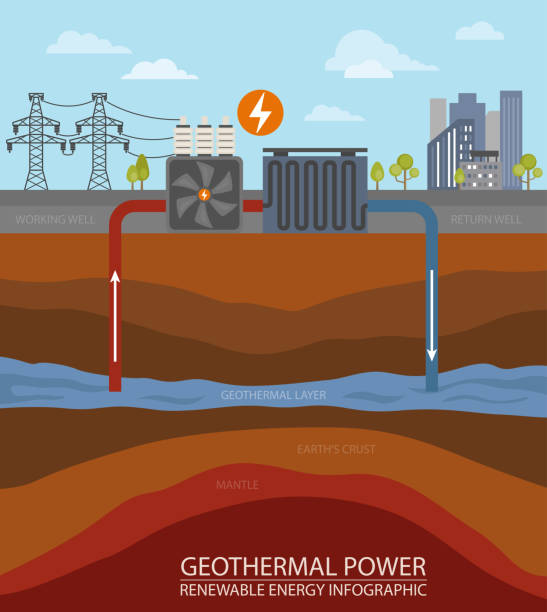 WORKING WELL
RETURN WELL
GEOTHERMAL LAYER
EARTH'S CRUST
MANTLE
GEOTHERMAL POWER
RENEWABLE ENERGY INFOGRAPHIC